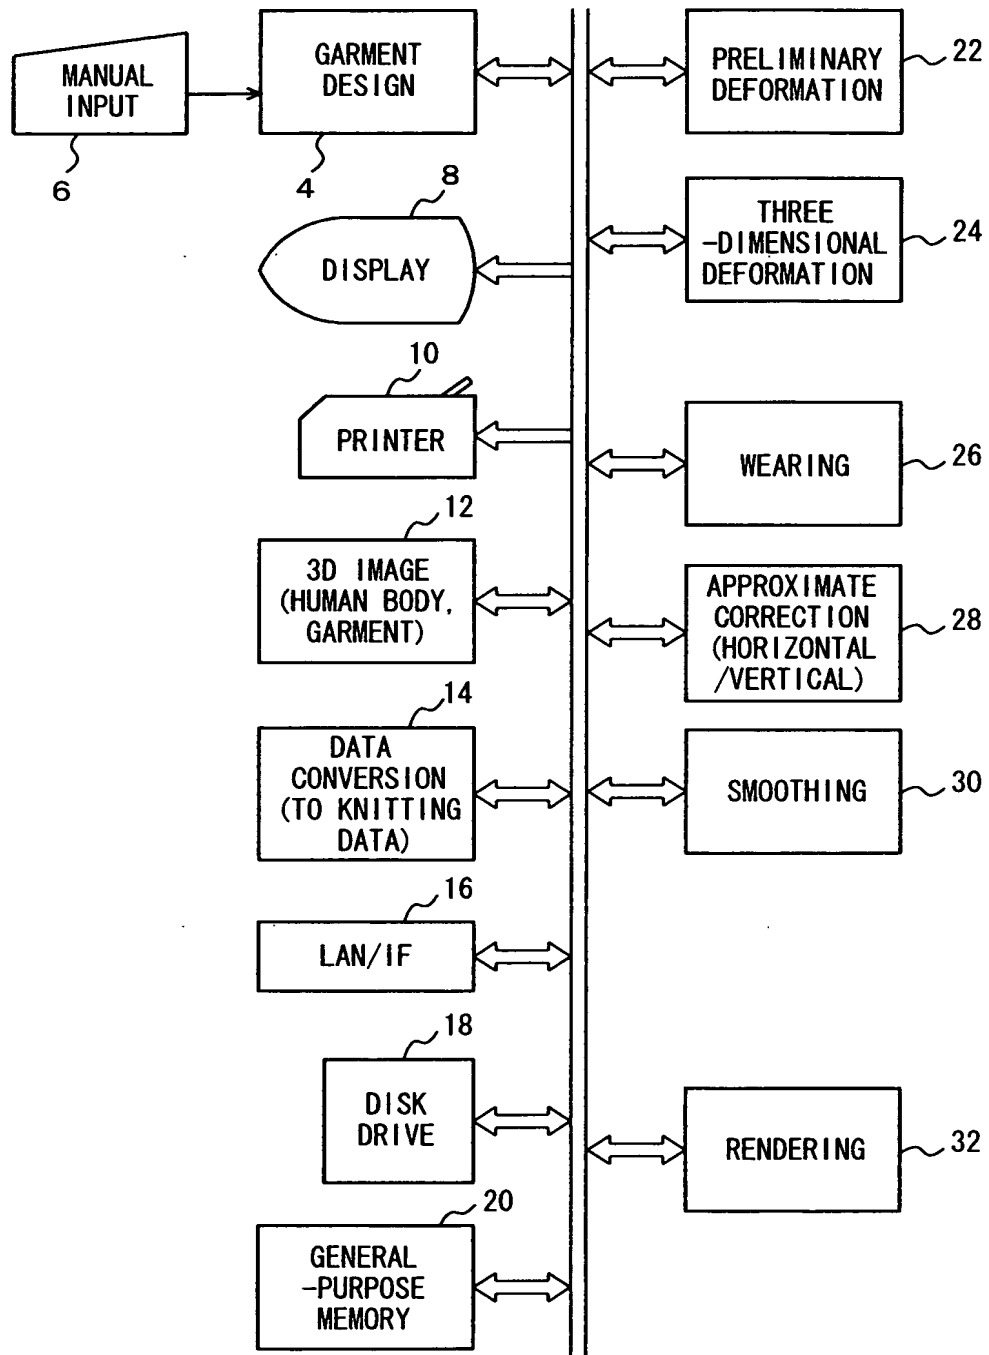 MANUAL
INPUT
6
GARMENT
DESIGN
4
8
DISPLAY
10
PRINTER
12
3D IMAGE
(HUMAN BODY,
GARMENT)
14
DATA
CONVERSION
(TO KNITTING
DATA)
16
LAN/IF
18
DISK
DRIVE
20
GENERAL
-PURPOSE
MEMORY
PRELIMINARY
DEFORMATION
22
THREE
-DIMENSIONAL
DEFORMATION
24
WEARING
26
APPROXIMATE
CORRECTION
(HORIZONTAL
/VERTICAL)
28
SMOOTHING
30
RENDERING
32